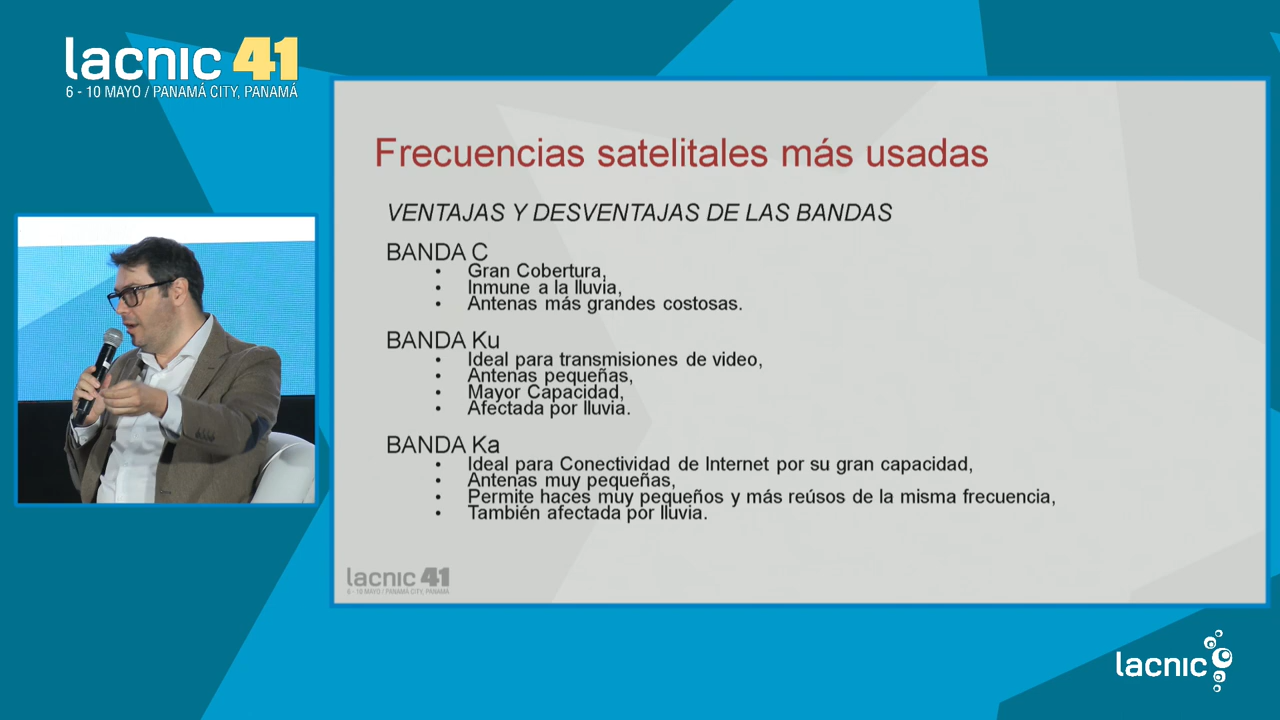 lacnic 41
6 - 10 MAYO / PANAMÁ CITY, PANAMÁ
Frecuencias satelitales más usadas
VENTAJAS Y DESVENTAJAS DE LAS BANDAS
BANDA C
• Gran Cobertura,
• Inmune a la lluvia,
• Antenas más grandes costosas.
BANDA Ku
• Ideal para transmisiones de video,
• Antenas pequeñas,
• Mayor Capacidad,
• Afectada por lluvia.
BANDA Ka
• Ideal para Conectividad de Internet por su gran capacidad,
• Antenas muy pequeñas,
• Permite haces muy pequeños y más reúsos de la misma frecuencia,
• También afectada por lluvia.
lacnic 41
6 - 10 MAYO / PANAMÁ CITY, PANAMÁ
lacnic